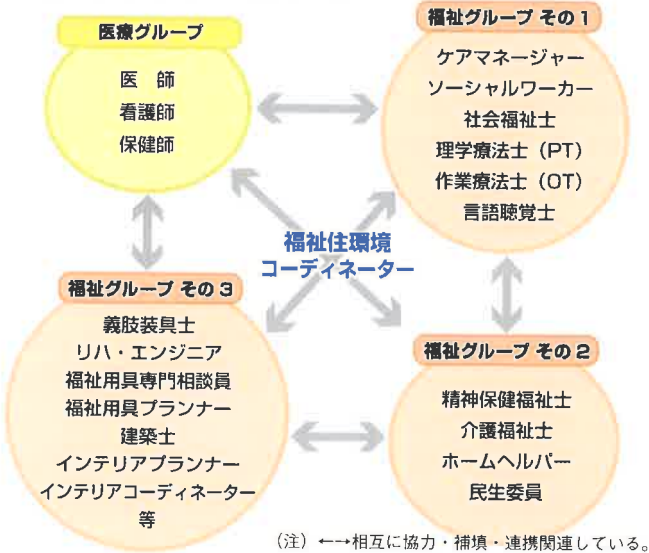 医療グループ
医　師
看護師
保健師
福祉グループ その1
ケアマネージャー
ソーシャルワーカー
社会福祉士
理学療法士（PT）
作業療法士（OT）
言語聴覚士
福祉住環境
コーディネーター
福祉グループ その3
義肢装具士
リハ・エンジニア
福祉用具専門相談員
福祉用具プランナー
建築士
インテリアプランナー
インテリアコーディネーター
等
福祉グループ その2
精神保健福祉士
介護福祉士
ホームヘルパー
民生委員
（注）←→相互に協力・補填・連携関連している。